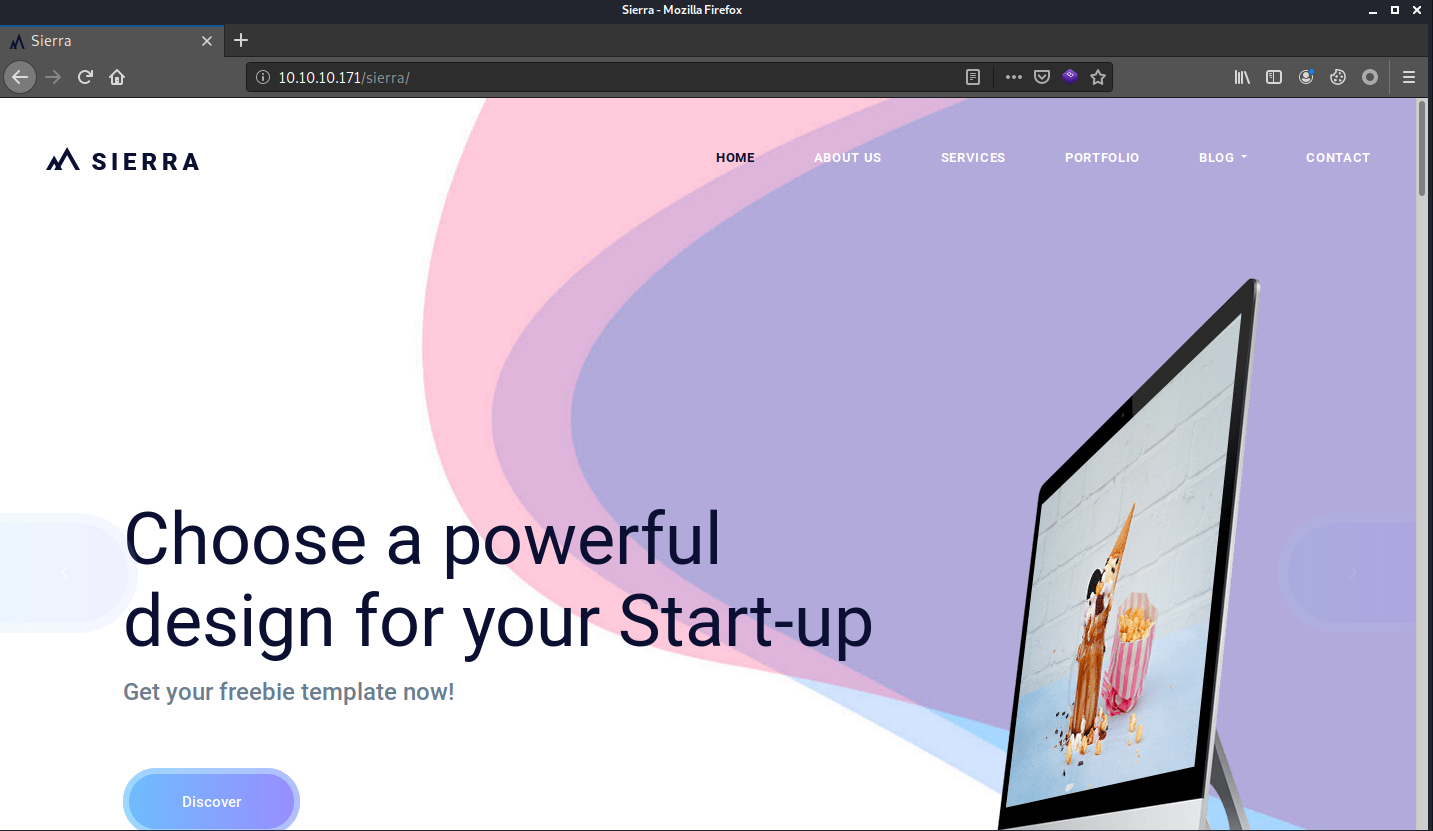 Sierra - Mozilla Firefox
Sierra
10.10.10.171/sierra/
SIERRA
HOME ABOUT US SERVICES PORTFOLIO BLOG CONTACT
Choose a powerful
design for your Start-up
Get your freebie template now!
Discover